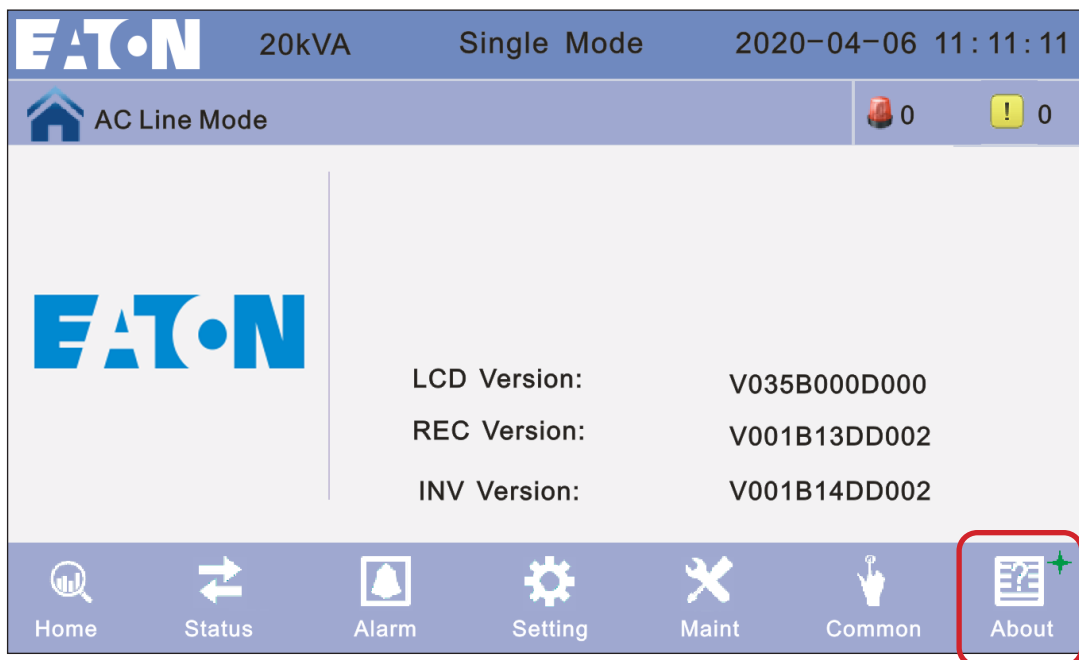 EATON 20kVA Single Mode 2020-04-06 11:11:11
AC Line Mode 0 ! 0
EATON
LCD Version: V035B000D000
REC Version: V001B13DD002
INV Version: V001B14DD002
?
Home Status Alarm Setting Maint Common About